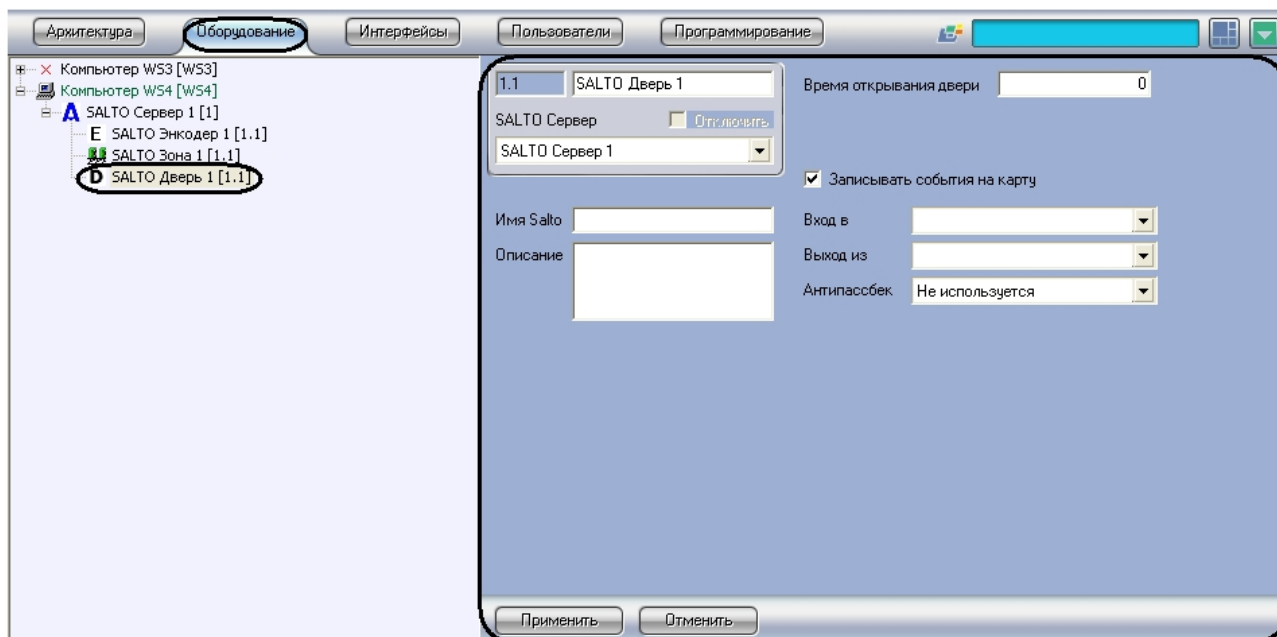 Архитектура Оборудование Интерфейсы Пользователи Программирование
Компьютер WS3 [WS3]
Компьютер WS4 [WS4]
SALTO Сервер 1 [1]
E SALTO Энкодер 1 [1.1]
SALTO Зона 1 [1.1]
D SALTO Дверь 1 [1.1]
1.1 SALTO Дверь 1
SALTO Сервер Отключить
SALTO Сервер 1
Имя Salto
Описание
Время открывания двери 0
Записывать события на карту
Вход в
Выход из
Антипассбек Не используется
Применить Отменить